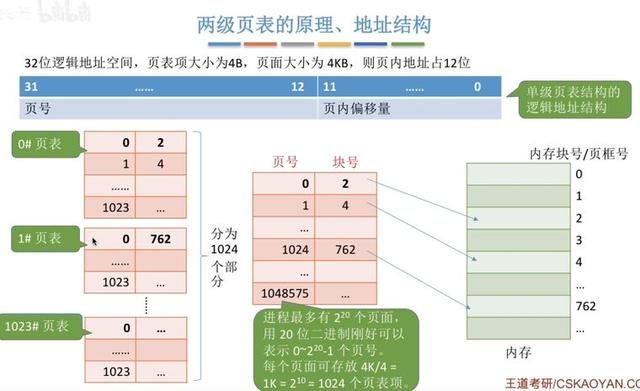 两级页表的原理、地址结构
32位逻辑地址空间，页表项大小为4B，页面大小为 4KB，则页内地址占12位
31 …… 12 11 …… 0
页号 页内偏移量
单级页表结构的
逻辑地址结构
0# 页表
0 2
1 4
…… …
1023 …
1# 页表
0 762
…… …
1023 …
⋮
1023# 页表
0 …
…… …
1023 …
分为
1024
个部
分
页号 块号
0 2
1 4
… …
1024 762
… …
1048575 …
进程最多有 2²⁰ 个页面，
用 20 位二进制刚好可以
表示 0~2²⁰-1 个页号。
每个页面可存放 4K/4 =
1K = 2¹⁰ = 1024 个页表项。
内存块号/页框号
0
1
2
3
4
…
762
…
内存
王道考研/CSKAOYAN.CO